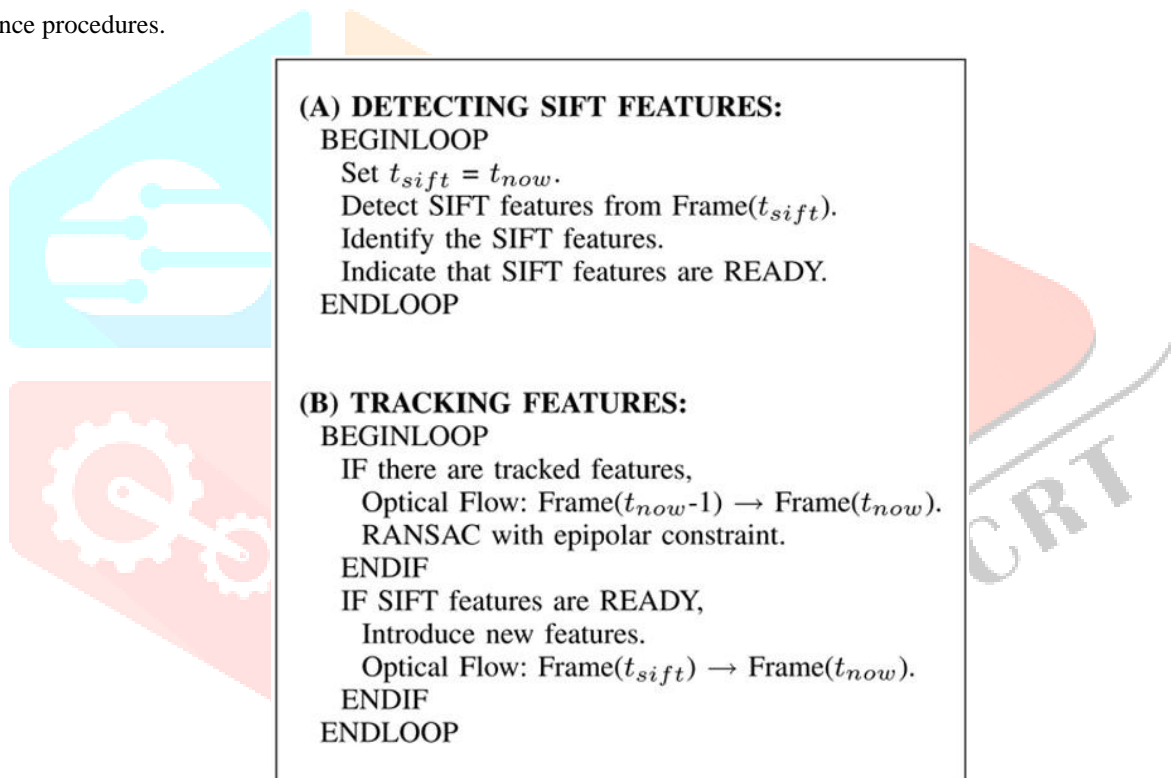 nce procedures.
(A) DETECTING SIFT FEATURES:
BEGINLOOP
Set t_sift = t_now.
Detect SIFT features from Frame(t_sift).
Identify the SIFT features.
Indicate that SIFT features are READY.
ENDLOOP
(B) TRACKING FEATURES:
BEGINLOOP
IF there are tracked features,
Optical Flow: Frame(t_now-1) → Frame(t_now).
RANSAC with epipolar constraint.
ENDIF
IF SIFT features are READY,
Introduce new features.
Optical Flow: Frame(t_sift) → Frame(t_now).
ENDIF
ENDLOOP
CRT